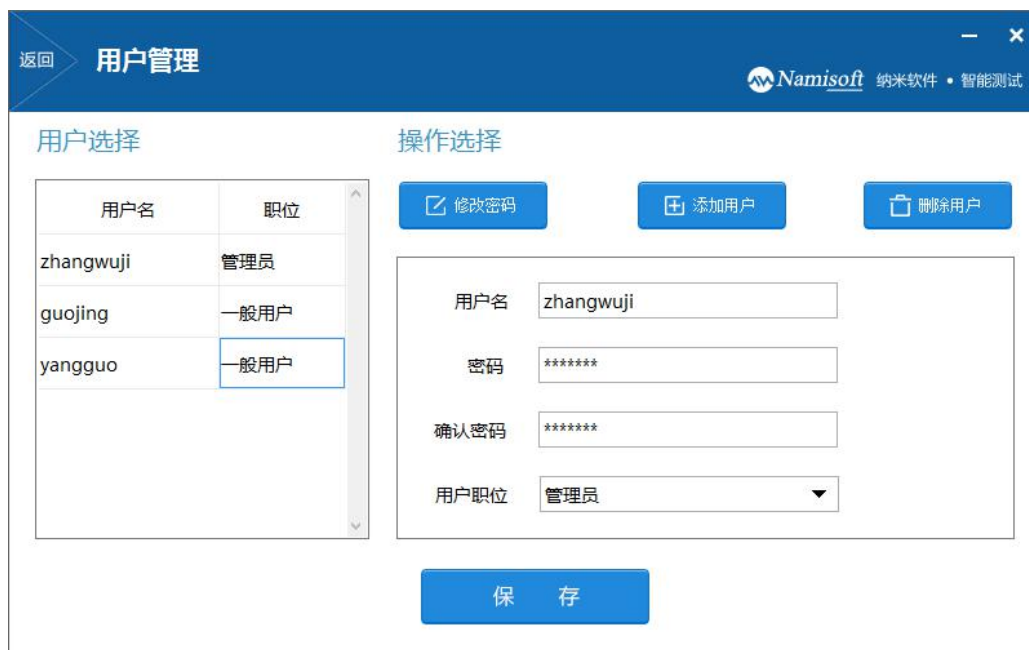 返回
用户管理
Namisoft 纳米软件 • 智能测试
用户选择
用户名 职位
zhangwuji 管理员
guojing 一般用户
yangguo 一般用户
操作选择
修改密码 添加用户 删除用户
用户名 zhangwuji
密码 *******
确认密码 *******
用户职位 管理员
保 存